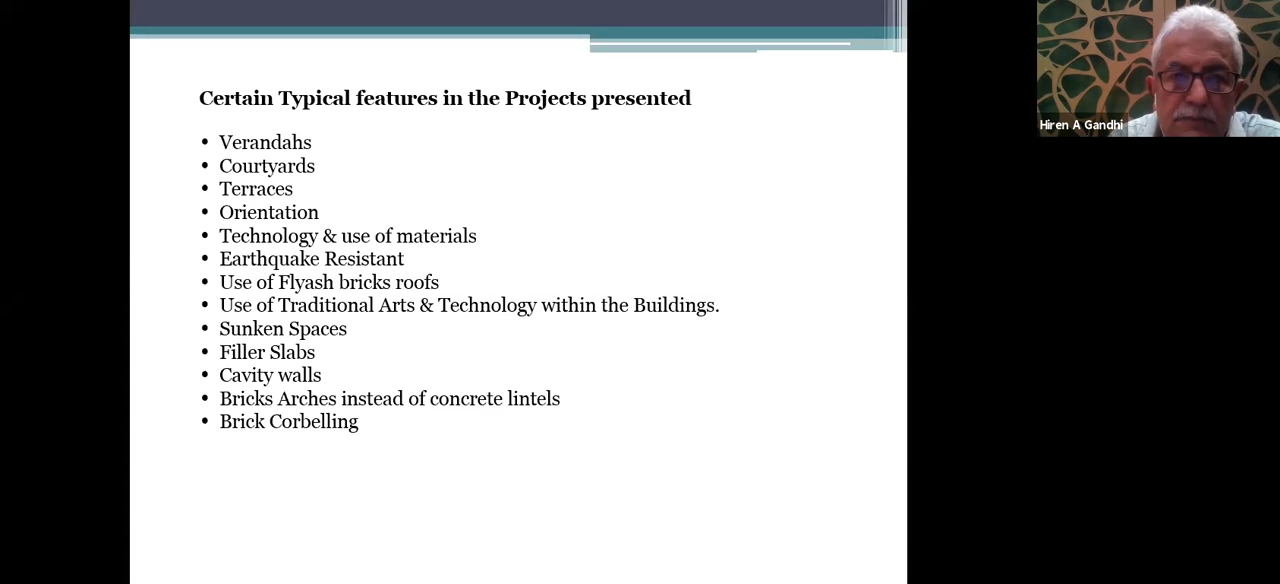 Certain Typical features in the Projects presented
• Verandahs
• Courtyards
• Terraces
• Orientation
• Technology & use of materials
• Earthquake Resistant
• Use of Flyash bricks roofs
• Use of Traditional Arts & Technology within the Buildings.
• Sunken Spaces
• Filler Slabs
• Cavity walls
• Bricks Arches instead of concrete lintels
• Brick Corbelling
Hiren A Gandhi